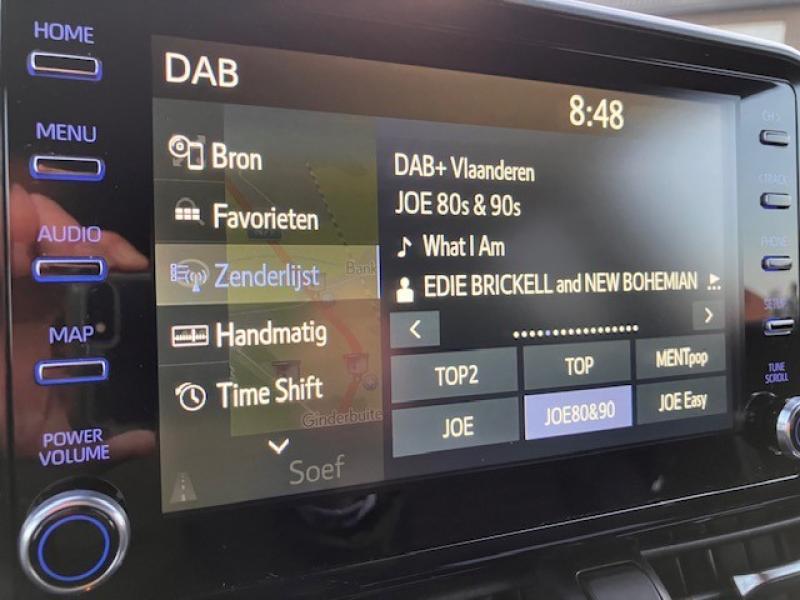 HOME
MENU
AUDIO
MAP
POWER
VOLUME
DAB
8:48
Bron
Favorieten
Zenderlijst
Handmatig
Time Shift
Bank
Ginderbuite
Soef
DAB+ Vlaanderen
JOE 80s & 90s
What I Am
EDIE BRICKELL and NEW BOHEMIAN
TOP2
TOP
MENTpop
JOE
JOE80&90
JOE Easy
CH >
<TRACK
PHONE
SETUP
TUNE
SCROLL